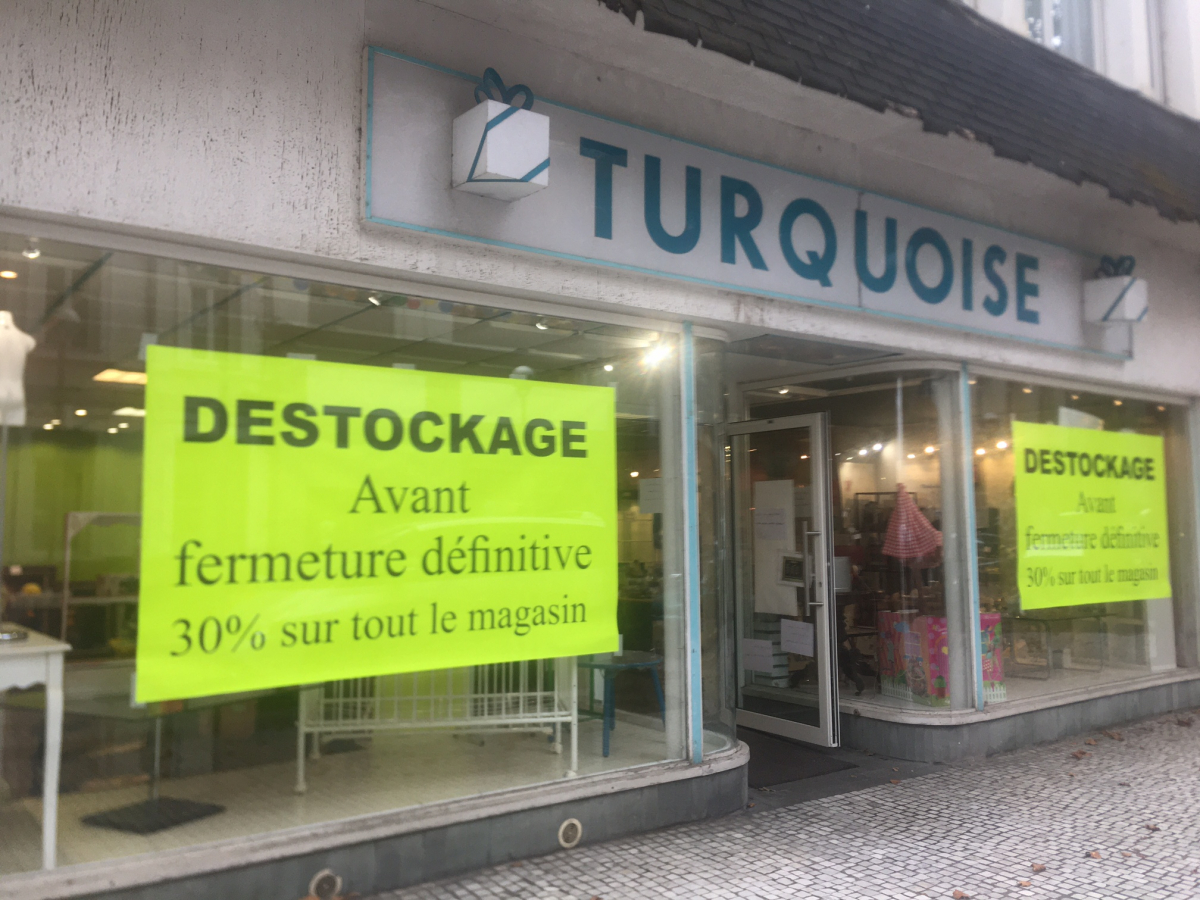 TURQUOISE
DESTOCKAGE
Avant
fermeture définitive
30% sur tout le magasin
DESTOCKAGE
Avant
fermeture définitive
30% sur tout le magasin